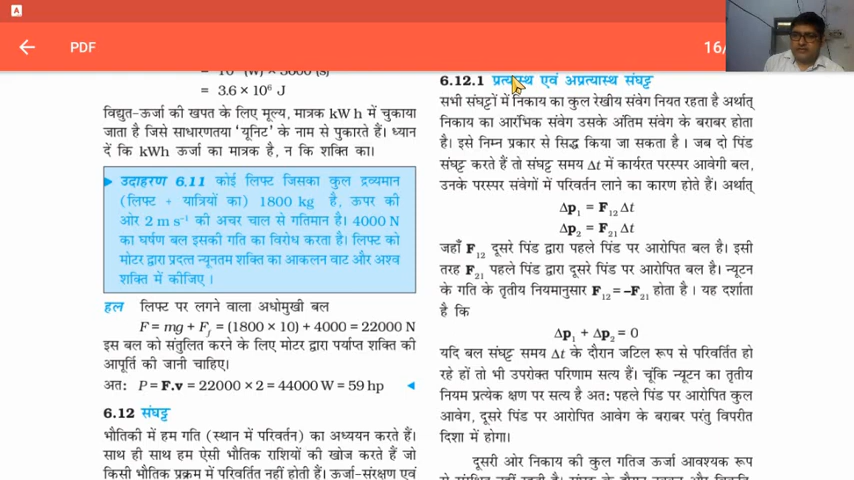 A
PDF
16/
= 10 (W) × 3600 (s)
= 3.6 × 10⁶ J
विद्युत-ऊर्जा की खपत के लिए मूल्य, मात्रक kW h में चुकाया
जाता है जिसे साधारणतया 'यूनिट' के नाम से पुकारते हैं। ध्यान
दें कि kWh ऊर्जा का मात्रक है, न कि शक्ति का।
उदाहरण 6.11 कोई लिफ्ट जिसका कुल द्रव्यमान
(लिफ्ट + यात्रियों का) 1800 kg है, ऊपर की
ओर 2 m s⁻¹ की अचर चाल से गतिमान है। 4000 N
का घर्षण बल इसकी गति का विरोध करता है। लिफ्ट को
मोटर द्वारा प्रदत्त न्यूनतम शक्ति का आकलन वाट और अश्व
शक्ति में कीजिए ।
हल लिफ्ट पर लगने वाला अधोमुखी बल
F = mg + F_f = (1800 × 10) + 4000 = 22000 N
इस बल को संतुलित करने के लिए मोटर द्वारा पर्याप्त शक्ति की
आपूर्ति की जानी चाहिए।
अत: P = F.v = 22000 × 2 = 44000 W = 59 hp
6.12 संघट्ट
भौतिकी में हम गति (स्थान में परिवर्तन) का अध्ययन करते हैं।
साथ ही साथ हम ऐसी भौतिक राशियों की खोज करते हैं जो
किसी भौतिक प्रक्रम में परिवर्तित नहीं होती हैं। ऊर्जा-संरक्षण एवं
6.12.1 प्रत्यास्थ एवं अप्रत्यास्थ संघट्ट
सभी संघट्टों में निकाय का कुल रेखीय संवेग नियत रहता है अर्थात्
निकाय का आरंभिक संवेग उसके अंतिम संवेग के बराबर होता
है। इसे निम्न प्रकार से सिद्ध किया जा सकता है। जब दो पिंड
संघट्ट करते हैं तो संघट्ट समय Δt में कार्यरत परस्पर आवेगी बल,
उनके परस्पर संवेगों में परिवर्तन लाने का कारण होते हैं। अर्थात्
Δp₁ = F₁₂ Δt
Δp₂ = F₂₁ Δt
जहाँ F₁₂ दूसरे पिंड द्वारा पहले पिंड पर आरोपित बल है। इसी
तरह F₂₁ पहले पिंड द्वारा दूसरे पिंड पर आरोपित बल है। न्यूटन
के गति के तृतीय नियमानुसार F₁₂ = −F₂₁ होता है। यह दर्शाता
है कि
Δp₁ + Δp₂ = 0
यदि बल संघट्ट समय Δt के दौरान जटिल रूप से परिवर्तित हो
रहे हों तो भी उपरोक्त परिणाम सत्य हैं। चूंकि न्यूटन का तृतीय
नियम प्रत्येक क्षण पर सत्य है अत: पहले पिंड पर आरोपित कुल
आवेग, दूसरे पिंड पर आरोपित आवेग के बराबर परंतु विपरीत
दिशा में होगा।
दूसरी ओर निकाय की कुल गतिज ऊर्जा आवश्यक रूप